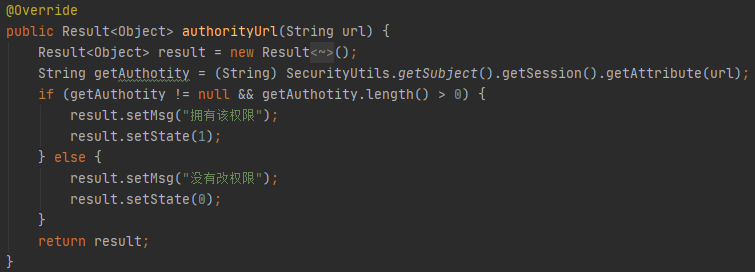 @Override
public Result<Object> authorityUrl(String url) {
Result<Object> result = new Result<~>();
String getAuthotity = (String) SecurityUtils.getSubject().getSession().getAttribute(url);
if (getAuthotity != null && getAuthotity.length() > 0) {
result.setMsg("拥有该权限");
result.setState(1);
} else {
result.setMsg("没有改权限");
result.setState(0);
}
return result;
}